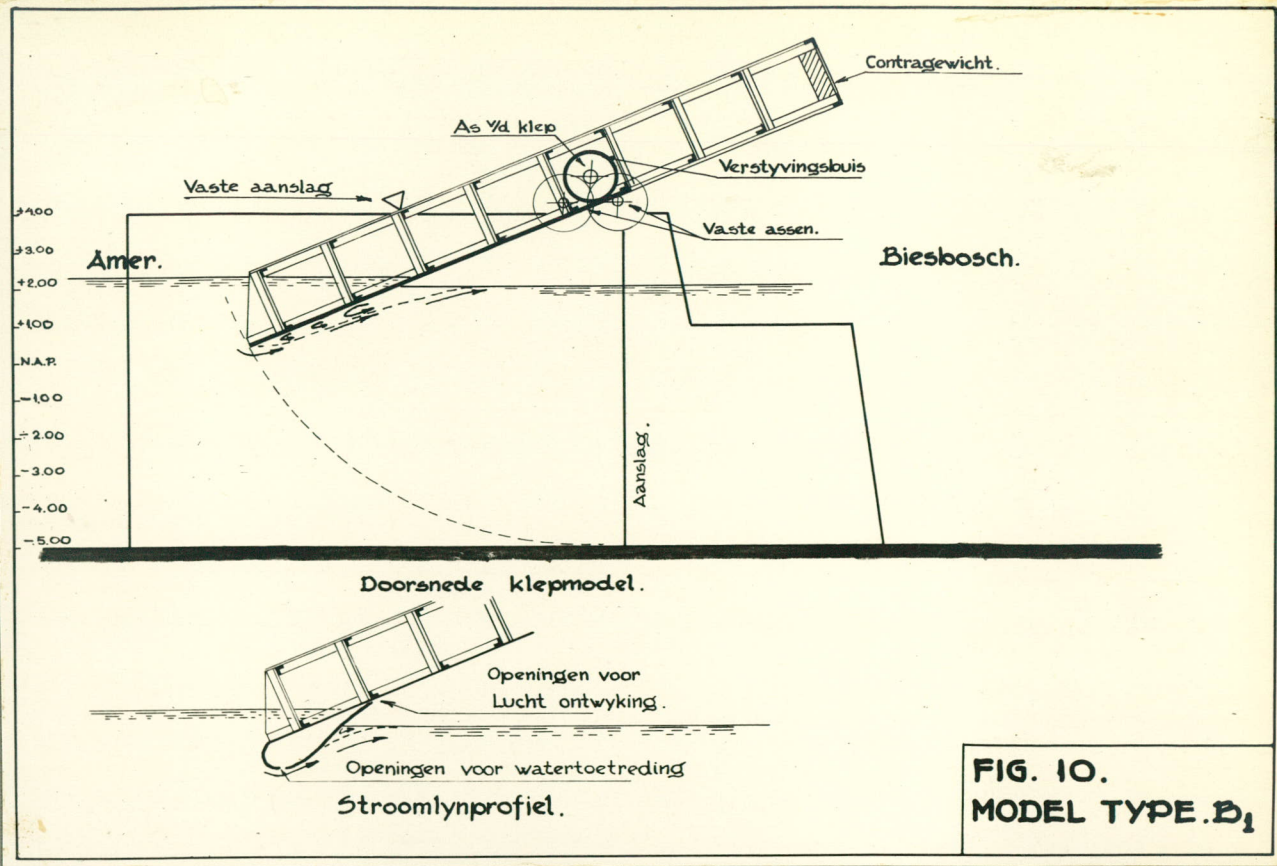 Contragewicht.
As v/d klep
Verstyvingsbuis
Vaste aanslag
Vaste assen.
Amer.
Biesbosch.
+4.00
+3.00
+2.00
+1.00
N.A.P.
-1.00
-2.00
-3.00
-4.00
-5.00
Aanslag.
Doorsnede klepmodel.
Openingen voor
Lucht ontwyking.
Openingen voor watertoetreding
Stroomlynprofiel.
FIG. 10.
MODEL TYPE.B1